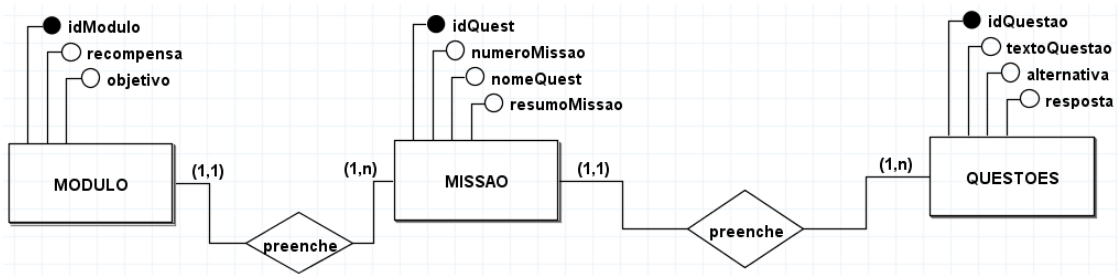 idModulo
recompensa
objetivo
MODULO
(1,1)
preenche
(1,n)
idQuest
numeroMissao
nomeQuest
resumoMissao
MISSAO
(1,1)
preenche
(1,n)
idQuestao
textoQuestao
alternativa
resposta
QUESTOES